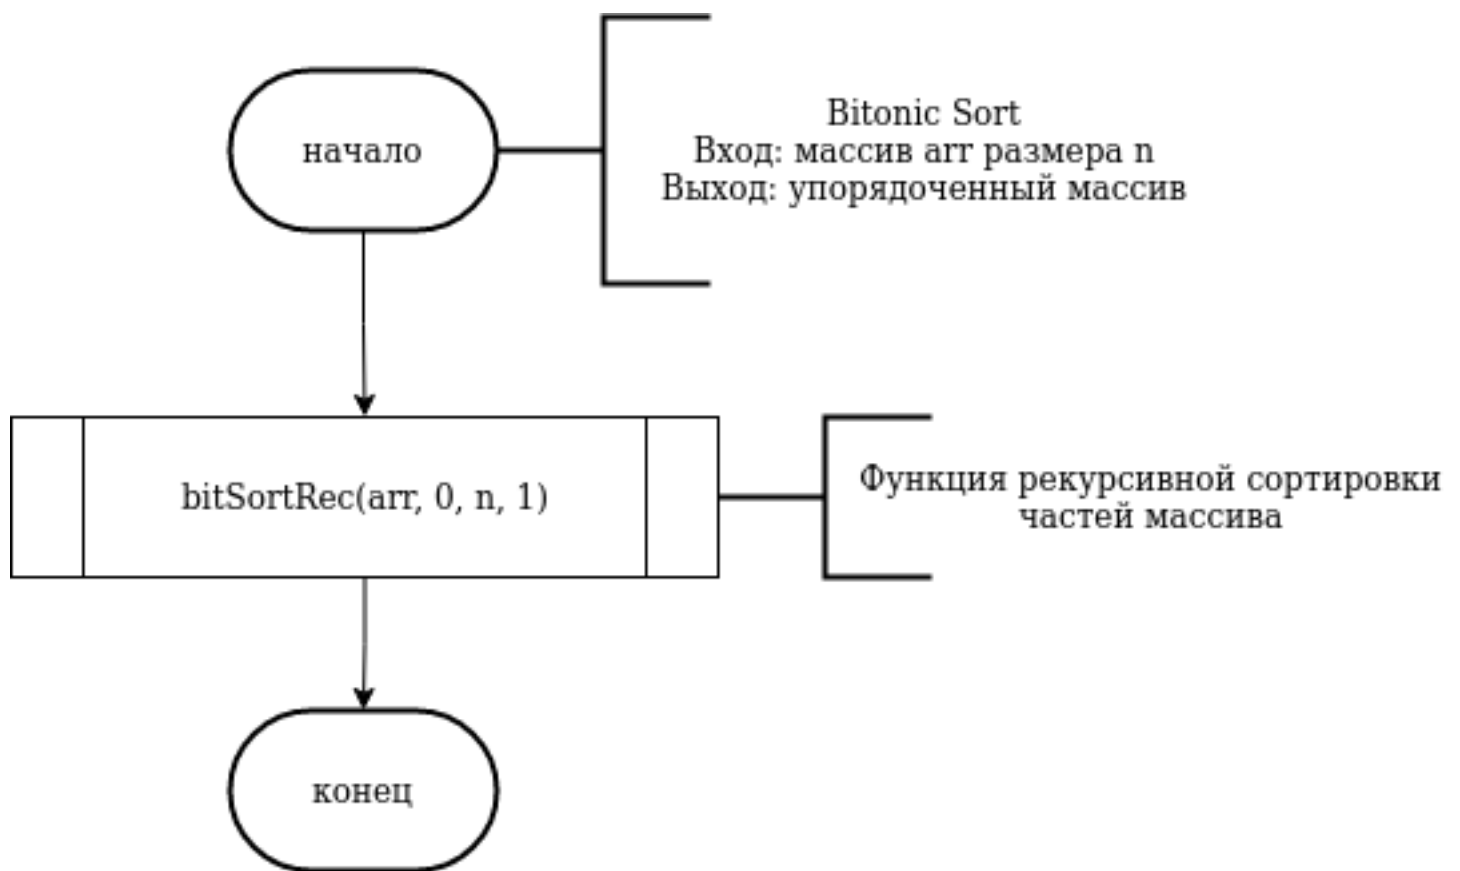 начало
Bitonic Sort
Вход: массив arr размера n
Выход: упорядоченный массив
bitSortRec(arr, 0, n, 1)
Функция рекурсивной сортировки
частей массива
конец